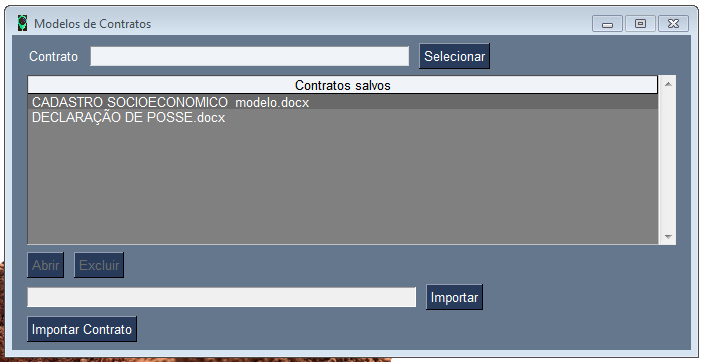 Modelos de Contratos
Contrato Selecionar
Contratos salvos
CADASTRO SOCIOECONOMICO  modelo.docx
DECLARAÇÃO DE POSSE.docx
Abrir Excluir
Importar
Importar Contrato